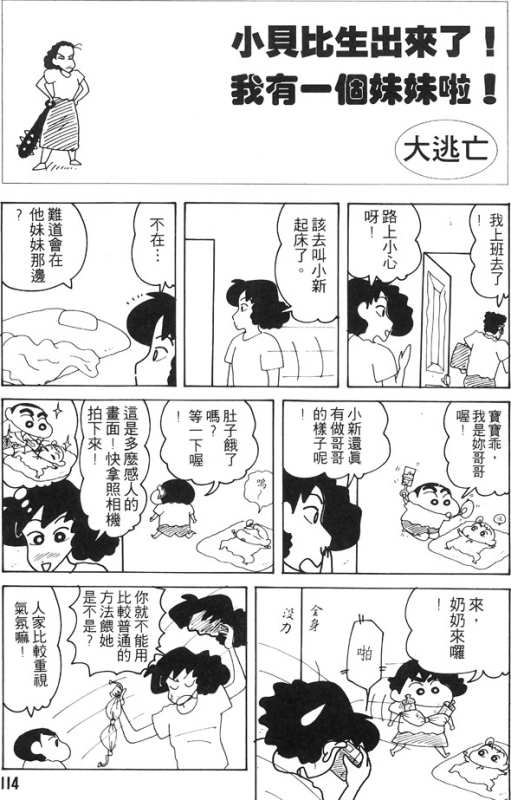 小貝比生出來了！
我有一個妹妹啦！
大逃亡
我上班去了
！
路上小心
呀！
該去叫小新
起床了。
不在…
難道會在
他妹妹那邊
？
寶寶乖，
我是妳哥哥
喔！
小新還真
有做哥哥
的樣子呢
！
嗚
肚子餓了
嗎？
等一下喔
！
這是多麼感人的
畫面！快拿照相機
拍下來！
來，
奶奶來囉
！
啪
全身
沒力
你就不能用
比較普通的
方法餵她
是不是？
人家比較重視
氣氛嘛！
114